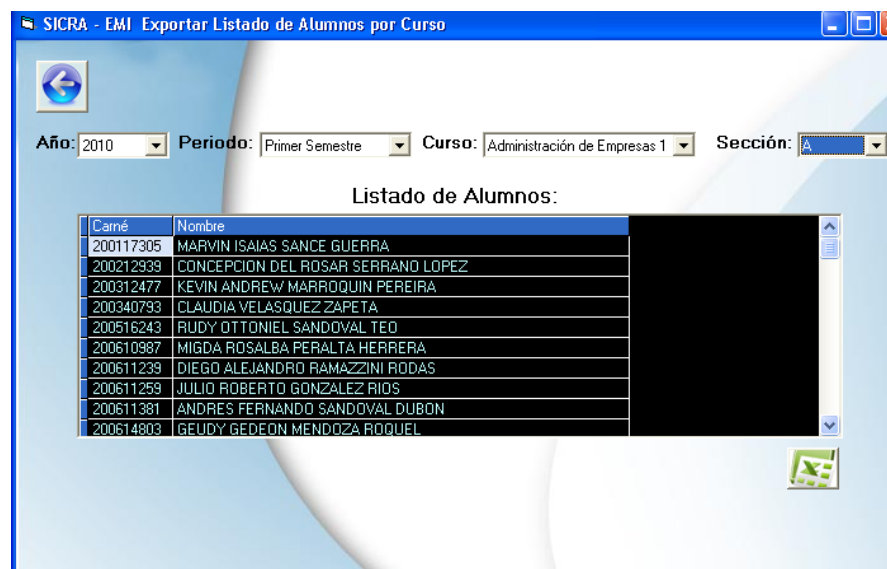 SICRA - EMI Exportar Listado de Alumnos por Curso
Año: 2010 Periodo: Primer Semestre Curso: Administración de Empresas 1 Sección: A
Listado de Alumnos:
Carné Nombre
200117305 MARVIN ISAIAS SANCE GUERRA
200212939 CONCEPCION DEL ROSAR SERRANO LOPEZ
200312477 KEVIN ANDREW MARROQUIN PEREIRA
200340793 CLAUDIA VELASQUEZ ZAPETA
200516243 RUDY OTTONIEL SANDOVAL TEO
200610987 MIGDA ROSALBA PERALTA HERRERA
200611239 DIEGO ALEJANDRO RAMAZZINI RODAS
200611259 JULIO ROBERTO GONZALEZ RIOS
200611381 ANDRES FERNANDO SANDOVAL DUBON
200614803 GEUDY GEDEON MENDOZA ROQUEL